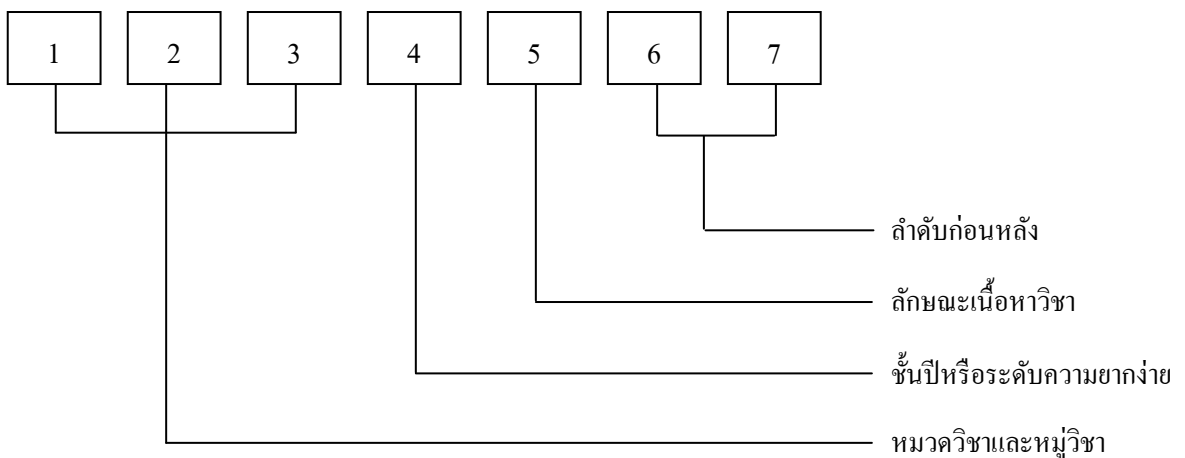 1 2 3 4 5 6 7
ลำดับก่อนหลัง
ลักษณะเนื้อหาวิชา
ชั้นปีหรือระดับความยากง่าย
หมวดวิชาและหมู่วิชา